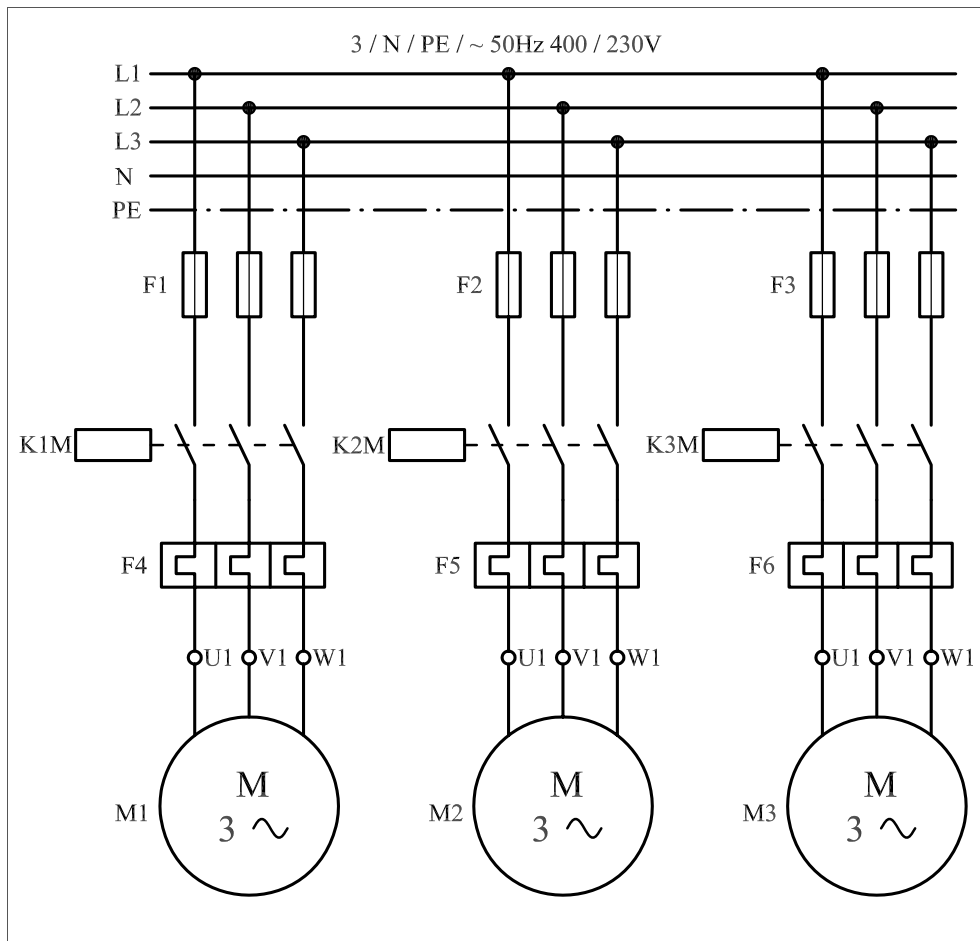 3 / N / PE / ~ 50Hz 400 / 230V
L1
L2
L3
N
PE
F1 F2 F3
K1M K2M K3M
F4 F5 F6
U1 V1 W1 U1 V1 W1 U1 V1 W1
M M M
M1 3 ~ M2 3 ~ M3 3 ~